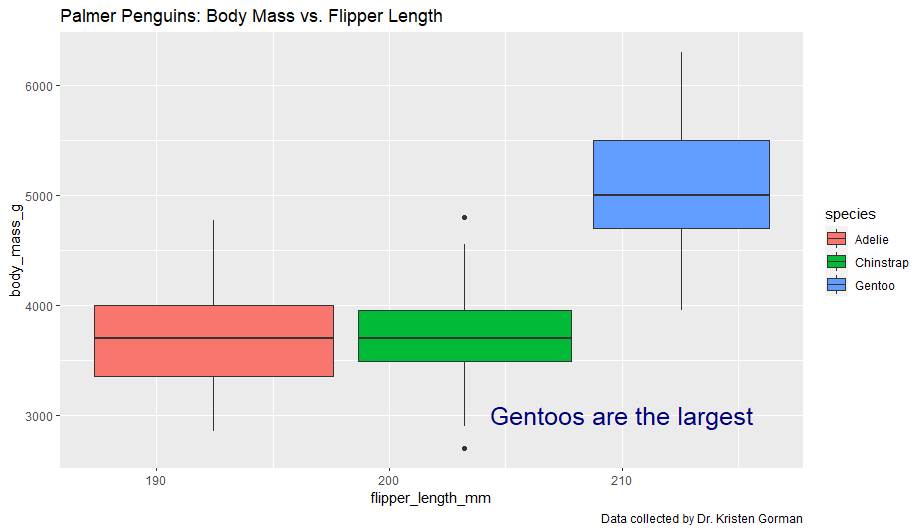 Palmer Penguins: Body Mass vs. Flipper Length
6000
5000
4000
3000
body_mass_g
Gentoos are the largest
190
200
210
flipper_length_mm
species
Adelie
Chinstrap
Gentoo
Data collected by Dr. Kristen Gorman